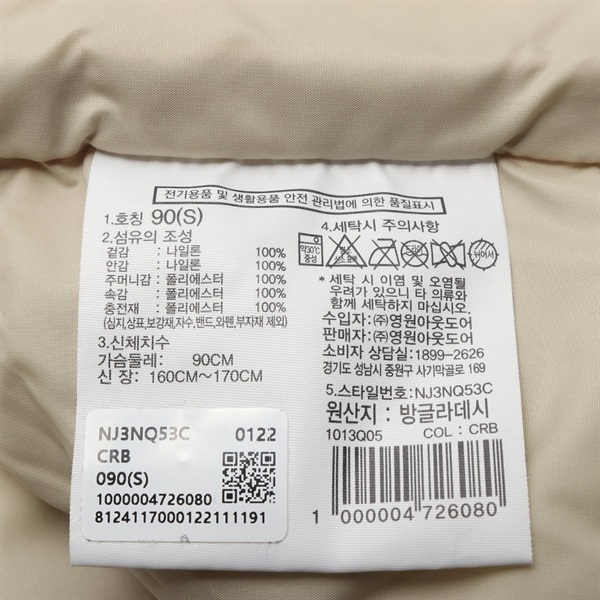 전기용품 및 생활용품 안전 관리법에 의한 품질표시
1.호칭 90(S)
2.섬유의 조성
겉감 : 나일론 100%
안감 : 나일론 100%
주머니감 : 폴리에스터 100%
속감 : 폴리에스터 100%
충전재 : 폴리에스터 100%
(심지,상표,보강재,자수,밴드,와펜,부자재 제외)
3.신체치수
가슴둘레: 90CM
신 장: 160CM~170CM
4.세탁시 주의사항
약30℃
중성
* 세탁 시 이염 및 오염될
우려가 있으니 타 의류와
함께 세탁하지 마십시오.
수입자: (주)영원아웃도어
판매자: (주)영원아웃도어
소비자 상담실: 1899-2626
경기도 성남시 중원구 사기막골로 169
5.스타일번호: NJ3NQ53C
원산지 : 방글라데시
1013Q05 COL : CRB
NJ3NQ53C 0122
CRB
090(S)
1000004726080
8124117000122111191
1 000004 726080